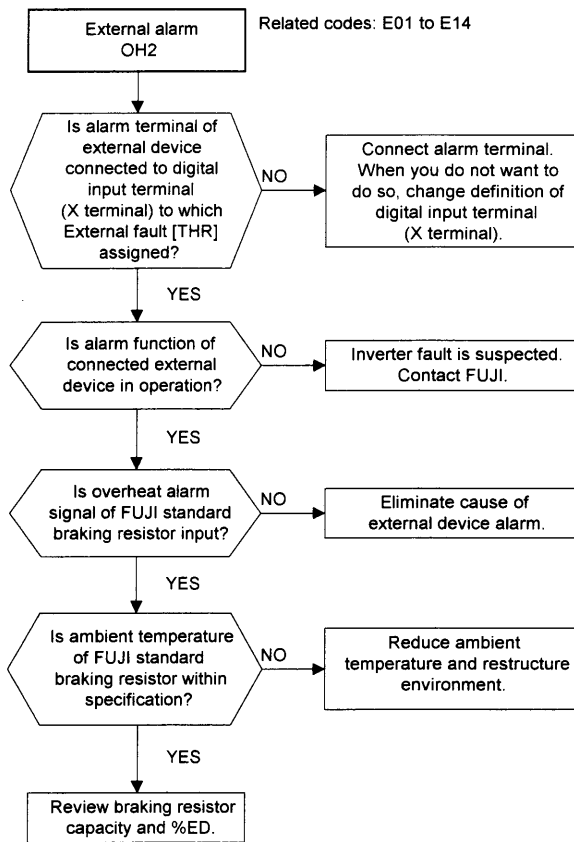 External alarm
OH2
Related codes: E01 to E14
Is alarm terminal of
external device
connected to digital
input terminal
(X terminal) to which
External fault [THR]
assigned?
NO
Connect alarm terminal.
When you do not want to
do so, change definition of
digital input terminal
(X terminal).
YES
Is alarm function of
connected external
device in operation?
NO
Inverter fault is suspected.
Contact FUJI.
YES
Is overheat alarm
signal of FUJI standard
braking resistor input?
NO
Eliminate cause of
external device alarm.
YES
Is ambient temperature
of FUJI standard
braking resistor within
specification?
NO
Reduce ambient
temperature and restructure
environment.
YES
Review braking resistor
capacity and %ED.